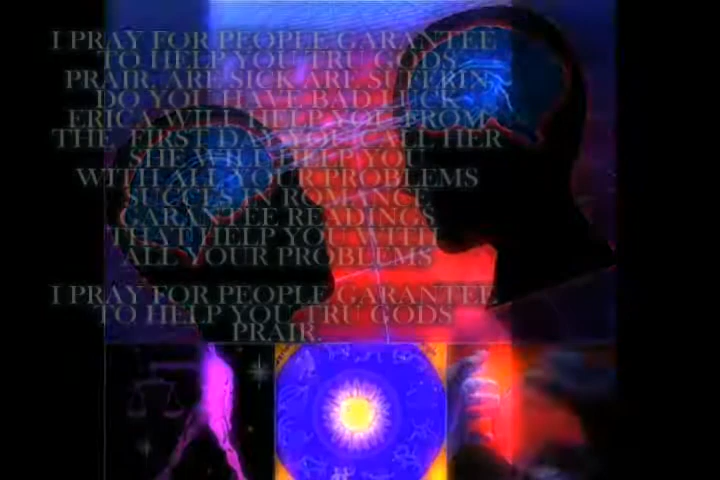 I PRAY FOR PEOPLE GARANTEE
TO HELP YOU TRU GODS
PRAIR. ARE SICK ARE SUFFERIN
DO YOU HAVE BAD LUCK
ERICA WILL HELP YOU FROM
THE FIRST DAY YOU CALL HER
SHE WILL HELP YOU
WITH ALL YOUR PROBLEMS
SUCCES IN ROMANCE
GARANTEE READINGS
THAT HELP YOU WITH
ALL YOUR PROBLEMS
I PRAY FOR PEOPLE GARANTEE
TO HELP YOU TRU GODS
PRAIR.